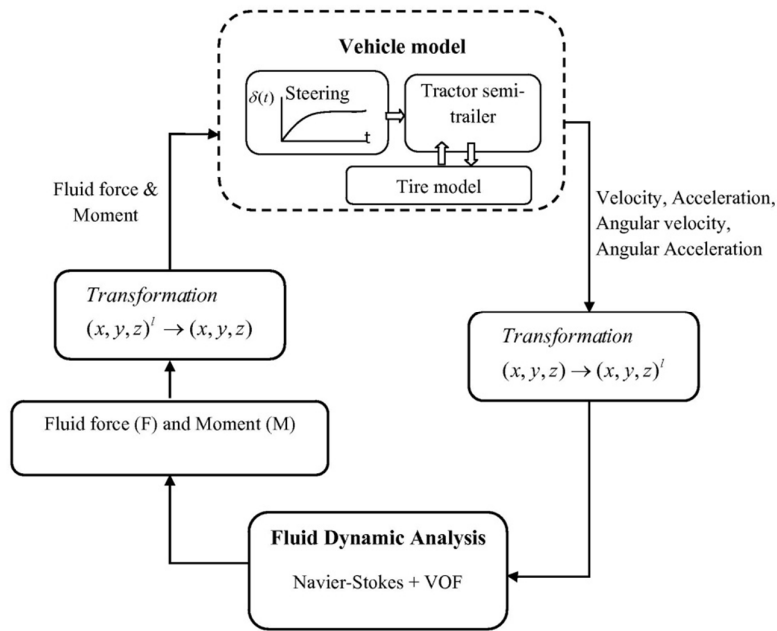 Vehicle model
δ(t) Steering
t
Tractor semi-
trailer
Tire model
Velocity, Acceleration,
Angular velocity,
Angular Acceleration
Transformation
(x, y, z) → (x, y, z)^l
Fluid Dynamic Analysis
Navier-Stokes + VOF
Fluid force (F) and Moment (M)
Transformation
(x, y, z)^l → (x, y, z)
Fluid force &
Moment